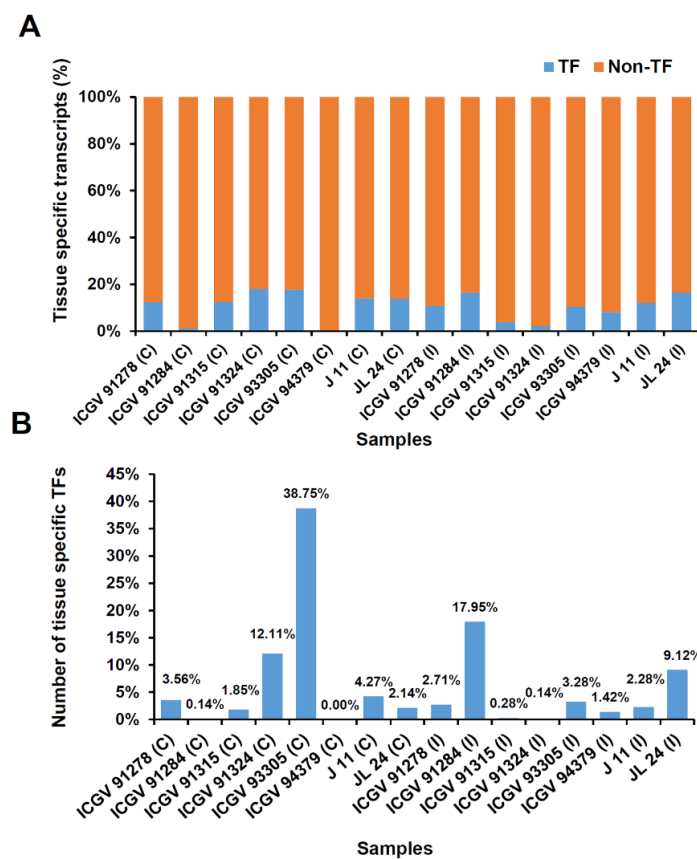 A
TF Non-TF
Tissue specific transcripts (%)
100%
80%
60%
40%
20%
0%
ICGV 91278 (C)
ICGV 91284 (C)
ICGV 91315 (C)
ICGV 91324 (C)
ICGV 93305 (C)
ICGV 94379 (C)
J 11 (C)
JL 24 (C)
ICGV 91278 (I)
ICGV 91284 (I)
ICGV 91315 (I)
ICGV 91324 (I)
ICGV 93305 (I)
ICGV 94379 (I)
J 11 (I)
JL 24 (I)
Samples
B
Number of tissue specific TFs
45%
40%
35%
30%
25%
20%
15%
10%
5%
0%
3.56%
0.14%
1.85%
12.11%
38.75%
0.00%
4.27%
2.14%
2.71%
17.95%
0.28%
0.14%
3.28%
1.42%
2.28%
9.12%
ICGV 91278 (C)
ICGV 91284 (C)
ICGV 91315 (C)
ICGV 91324 (C)
ICGV 93305 (C)
ICGV 94379 (C)
J 11 (C)
JL 24 (C)
ICGV 91278 (I)
ICGV 91284 (I)
ICGV 91315 (I)
ICGV 91324 (I)
ICGV 93305 (I)
ICGV 94379 (I)
J 11 (I)
JL 24 (I)
Samples